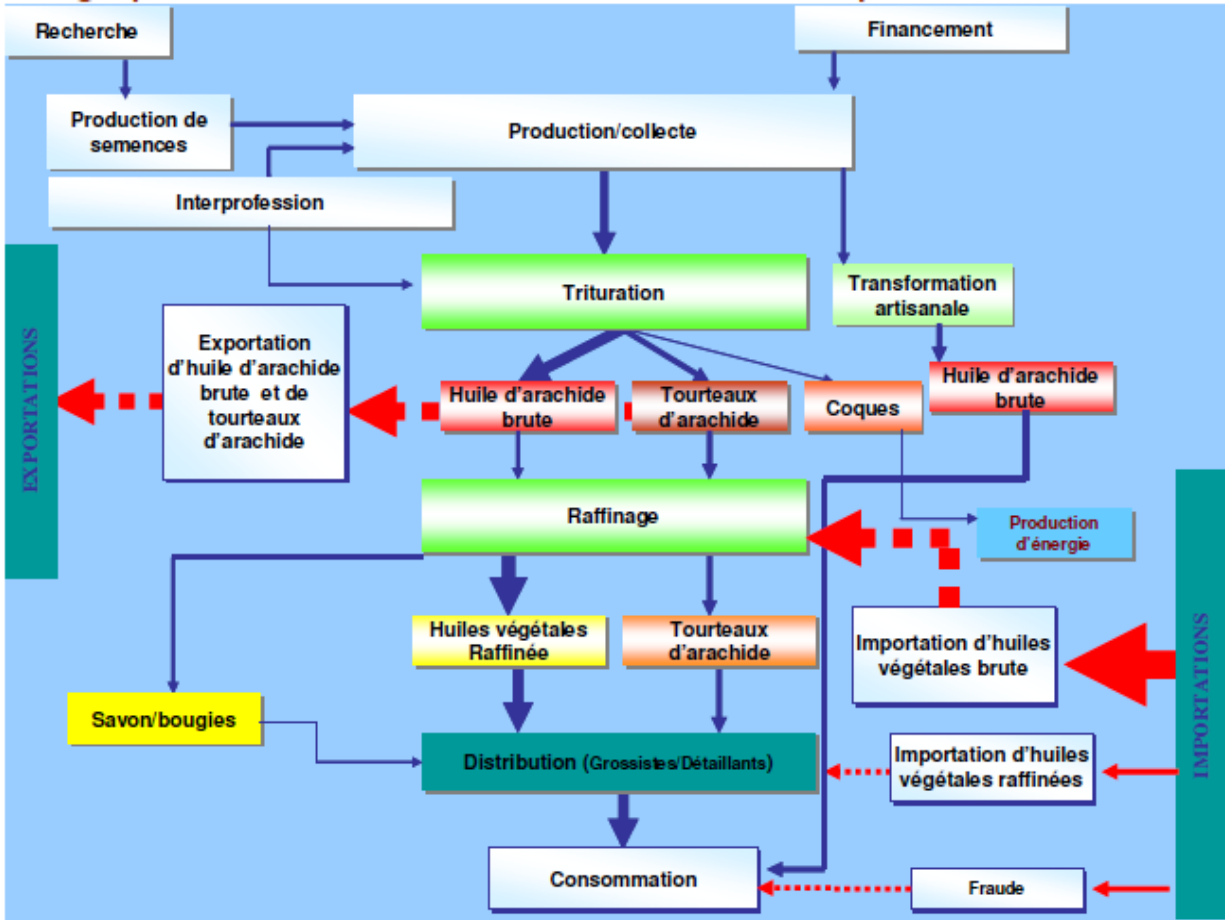 Recherche
Financement
Production de
semences
Production/collecte
Interprofession
EXPORTATIONS
Trituration
Transformation
artisanale
Exportation
d'huile d'arachide
brute et de
tourteaux
d'arachide
Huile d'arachide
brute
Tourteaux
d'arachide
Coques
Huile d'arachide
brute
Raffinage
Production
d'énergie
IMPORTATIONS
Huiles végétales
Raffinée
Tourteaux
d'arachide
Importation d'huiles
végétales brute
Savon/bougies
Distribution (Grossistes/Détaillants)
Importation d'huiles
végétales raffinées
Consommation
Fraude